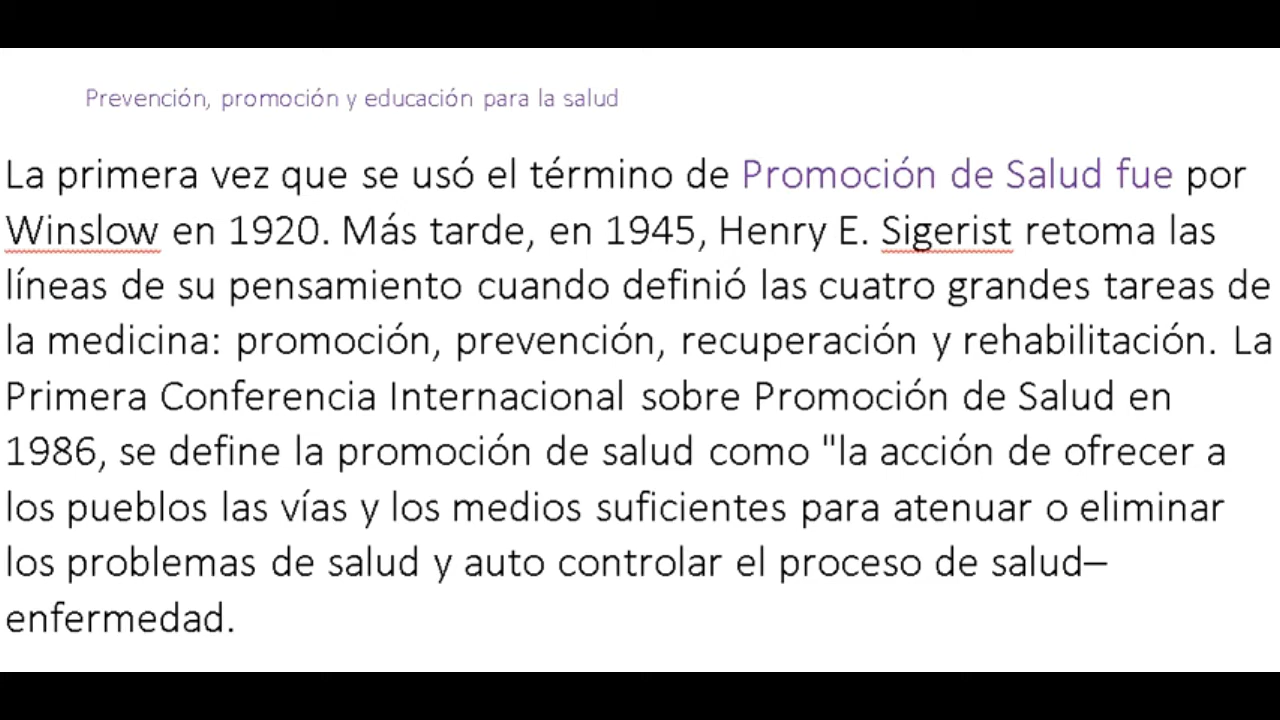 Prevención, promoción y educación para la salud
La primera vez que se usó el término de Promoción de Salud fue por
Winslow en 1920. Más tarde, en 1945, Henry E. Sigerist retoma las
líneas de su pensamiento cuando definió las cuatro grandes tareas de
la medicina: promoción, prevención, recuperación y rehabilitación. La
Primera Conferencia Internacional sobre Promoción de Salud en
1986, se define la promoción de salud como "la acción de ofrecer a
los pueblos las vías y los medios suficientes para atenuar o eliminar
los problemas de salud y auto controlar el proceso de salud–
enfermedad.